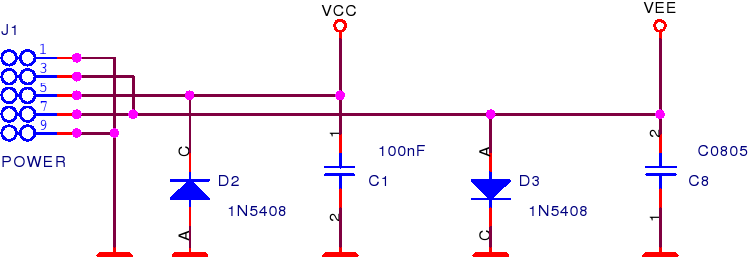 VCC
VEE
J1
1
3
5
7
9
POWER
C
D2
1N5408
A
1
100nF
C1
2
A
D3
1N5408
C
2
C0805
C8
1